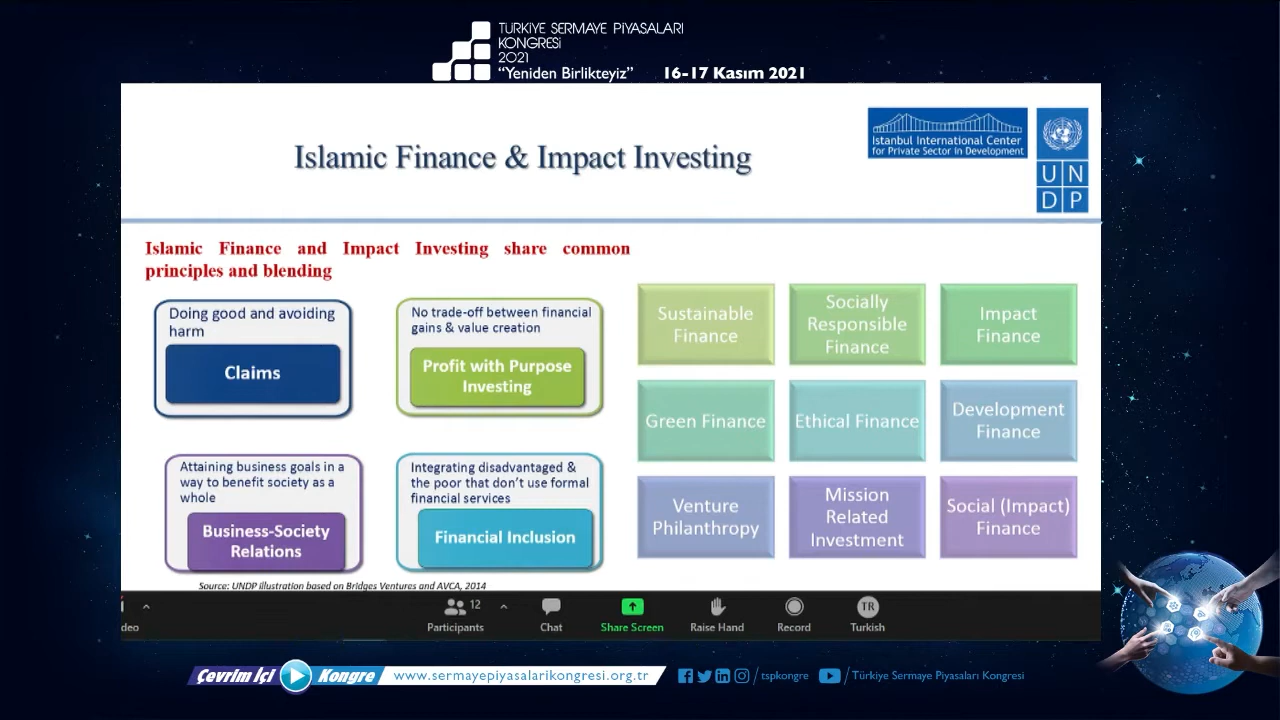 TÜRKİYE SERMAYE PİYASALARI
KONGRESİ
2021
“Yeniden Birlikteyiz” 16-17 Kasım 2021
Islamic Finance & Impact Investing
Istanbul International Center
for Private Sector in Development
U N
D P
Islamic Finance and Impact Investing share common
principles and blending
Doing good and avoiding
harm
Claims
No trade-off between financial
gains & value creation
Profit with Purpose
Investing
Attaining business goals in a
way to benefit society as a
whole
Business-Society
Relations
Integrating disadvantaged &
the poor that don’t use formal
financial services
Financial Inclusion
Sustainable
Finance
Socially
Responsible
Finance
Impact
Finance
Green Finance
Ethical Finance
Development
Finance
Venture
Philanthropy
Mission
Related
Investment
Social (Impact)
Finance
Source: UNDP illustration based on Bridges Ventures and AVCA, 2014
deo
12
Participants
Chat
Share Screen
Raise Hand
Record
TR
Turkish
Çevrim İçi Kongre
www.sermayepiyasalarikongresi.org.tr
/tspkongre
/Türkiye Sermaye Piyasaları Kongresi